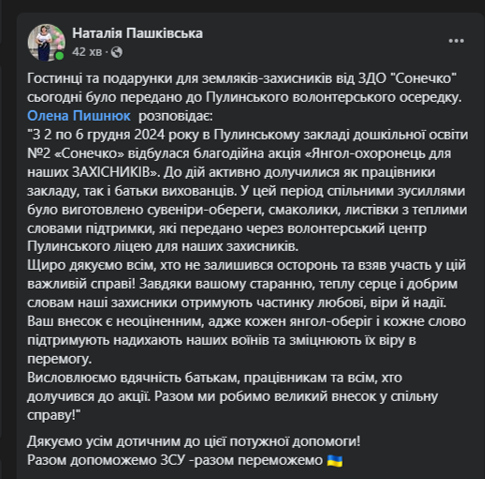 Наталія Пашківська
42 хв ·
Гостинці та подарунки для земляків-захисників від ЗДО "Сонечко"
сьогодні було передано до Пулинського волонтерського осередку.
Олена Пишнюк розповідає:
"З 2 по 6 грудня 2024 року в Пулинському закладі дошкільної освіти
№2 «Сонечко» відбулася благодійна акція «Янгол-охоронець для
наших ЗАХІСНИКІВ». До дій активно долучилися як працівники
закладу, так і батьки вихованців. У цей період спільними зусиллями
було виготовлено сувеніри-обереги, смаколики, листівки з теплими
словами підтримки, які передано через волонтерський центр
Пулинського ліцею для наших захисників.
Щиро дякуємо всім, хто не залишився осторонь та взяв участь у цій
важливій справі! Завдяки вашому старанню, теплу серце і добрим
словам наші захисники отримують частинку любові, віри й надії.
Ваш внесок є неоціненним, адже кожен янгол-оберіг і кожне слово
підтримують надихають наших воїнів та зміцнюють їх віру в
перемогу.
Висловлюємо вдячність батькам, працівникам та всім, хто
долучився до акції. Разом ми робимо великий внесок у спільну
справу!"
Дякуємо усім дотичним до цієї потужної допомоги!
Разом допоможемо ЗСУ -разом переможемо 🇺🇦